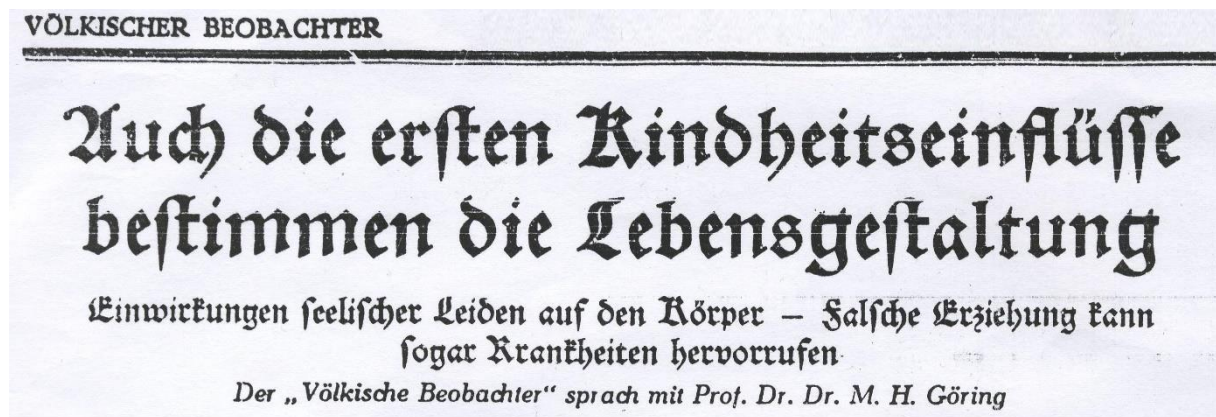 VÖLKISCHER BEOBACHTER
Auch die ersten Kindheitseinflüsse
bestimmen die Lebensgestaltung
Einwirkungen seelischer Leiden auf den Körper – Falsche Erziehung kann
sogar Krankheiten hervorrufen
Der „Völkische Beobachter“ sprach mit Prof. Dr. Dr. M. H. Göring